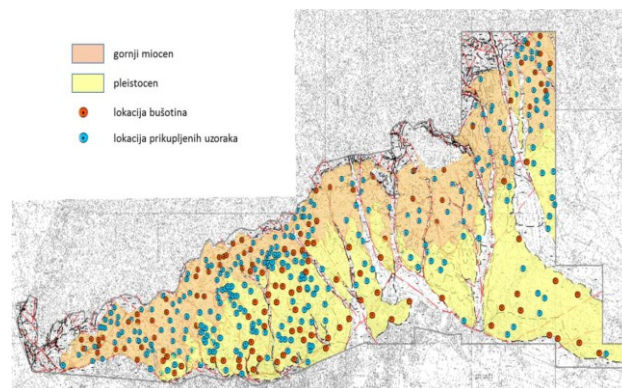 gornji miocen
pleistocen
lokacija bušotina
lokacija prikupljenih uzoraka